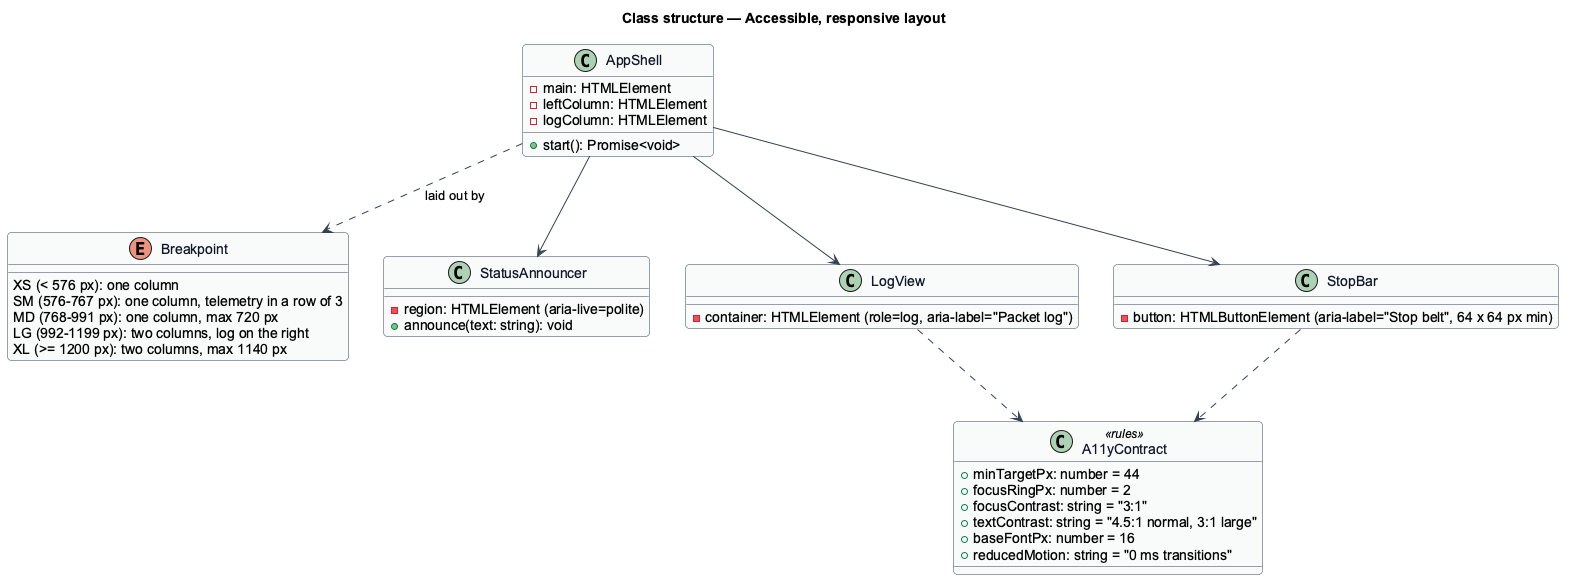 Class structure — Accessible, responsive layout
C AppShell
main: HTMLElement
leftColumn: HTMLElement
logColumn: HTMLElement
start(): Promise<void>
laid out by
E Breakpoint
XS (< 576 px): one column
SM (576-767 px): one column, telemetry in a row of 3
MD (768-991 px): one column, max 720 px
LG (992-1199 px): two columns, log on the right
XL (>= 1200 px): two columns, max 1140 px
C StatusAnnouncer
region: HTMLElement (aria-live=polite)
announce(text: string): void
C LogView
container: HTMLElement (role=log, aria-label="Packet log")
C StopBar
button: HTMLButtonElement (aria-label="Stop belt", 64 x 64 px min)
«rules»
C A11yContract
minTargetPx: number = 44
focusRingPx: number = 2
focusContrast: string = "3:1"
textContrast: string = "4.5:1 normal, 3:1 large"
baseFontPx: number = 16
reducedMotion: string = "0 ms transitions"